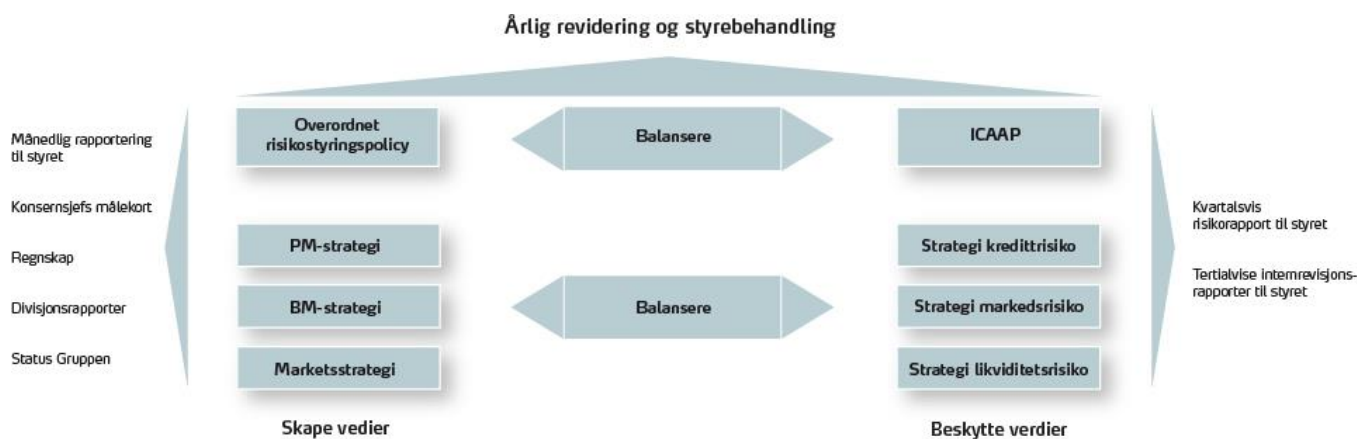 Årlig revidering og styrebehandling
Månedlig rapportering
til styret
Konsernsjefs målekort
Regnskap
Divisjonsrapporter
Status Gruppen
Overordnet
risikostyringspolicy
PM-strategi
BM-strategi
Marketsstrategi
Skape vedier
Balansere
Balansere
ICAAP
Strategi kredittrisiko
Strategi markedsrisiko
Strategi likviditetsrisiko
Beskytte verdier
Kvartalsvis
risikorapport til styret
Tertialvise internrevisjons-
rapporter til styret